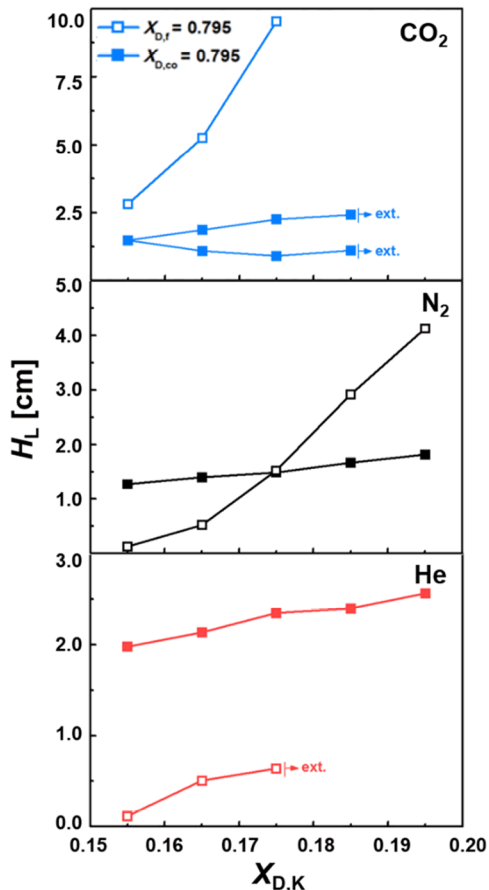 10.0
X_D,f = 0.795
CO₂
X_D,co = 0.795
7.5
5.0
2.5
ext.
ext.
5.0
N₂
4.0
3.0
2.0
1.0
H_L [cm]
3.0
He
2.0
1.0
ext.
0.0
0.15 0.16 0.17 0.18 0.19 0.20
X_D,K